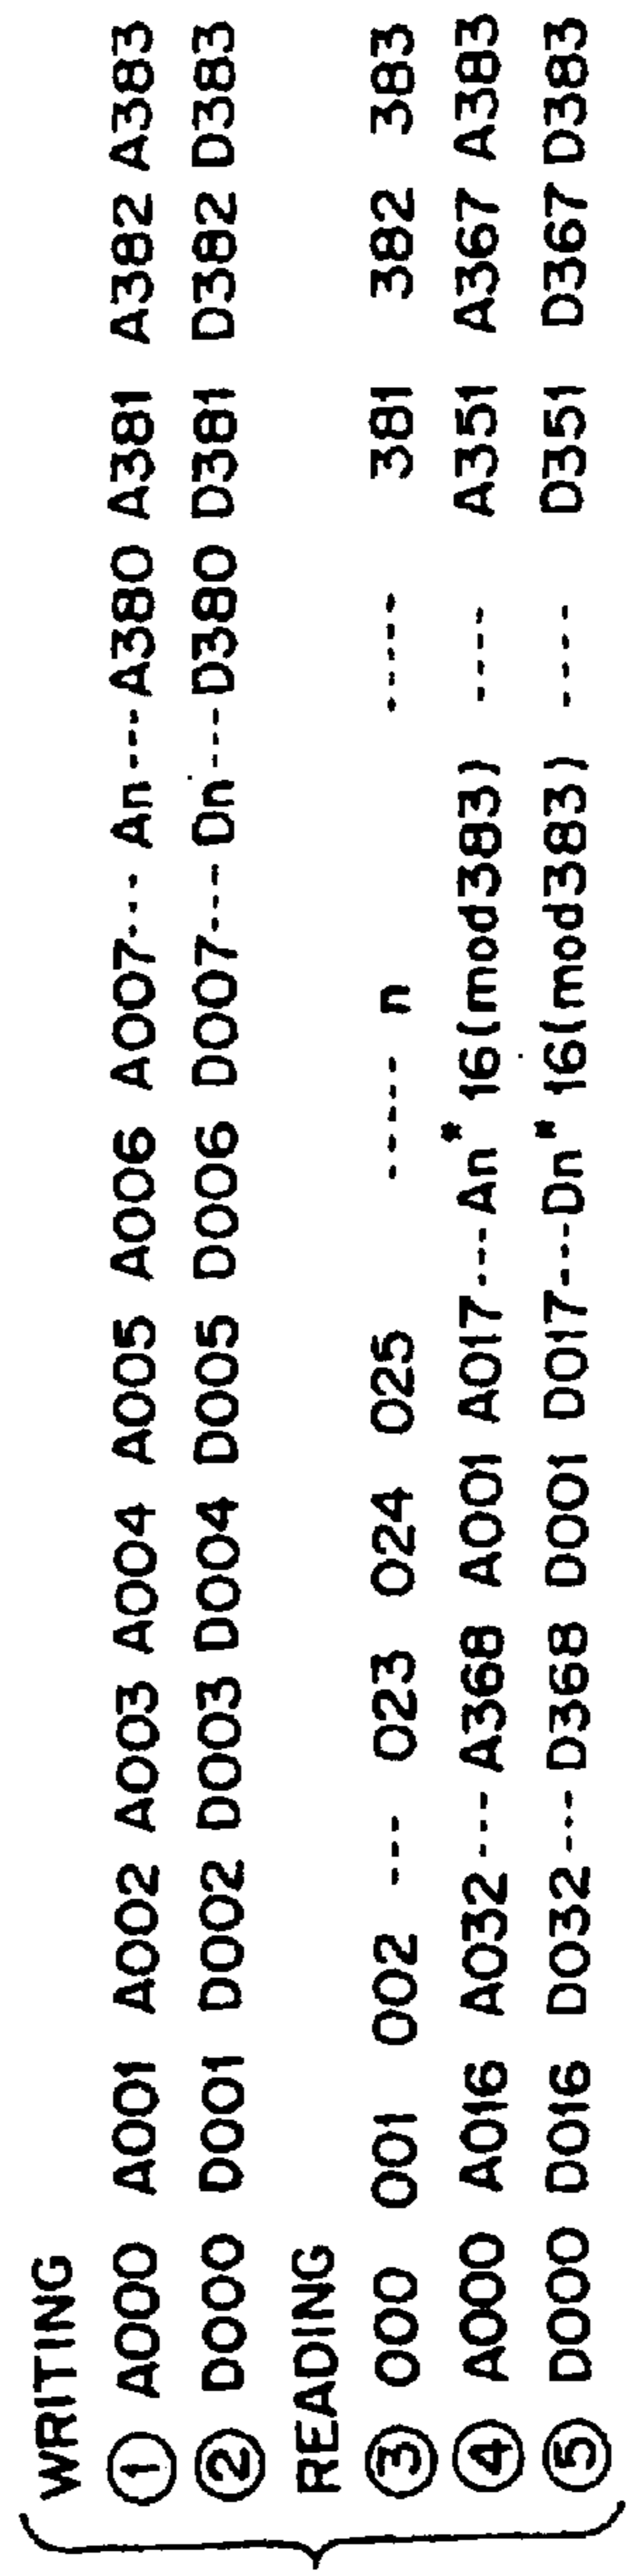 WRITING
① A000 A001 A002 A003 A004 A005 A006 A007--- An ---A380 A381 A382 A383
② D000 D001 D002 D003 D004 D005 D006 D007--- Dn ---D380 D381 D382 D383
READING
③ 000 001 002 --- 023 024 025 ----- n ----- 381 382 383
④ A000 A016 A032 --- A368 A001 A017---An* 16(mod383) ---- A351 A367 A383
⑤ D000 D016 D032 --- D368 D001 D017---Dn* 16(mod383) ---- D351 D367 D383